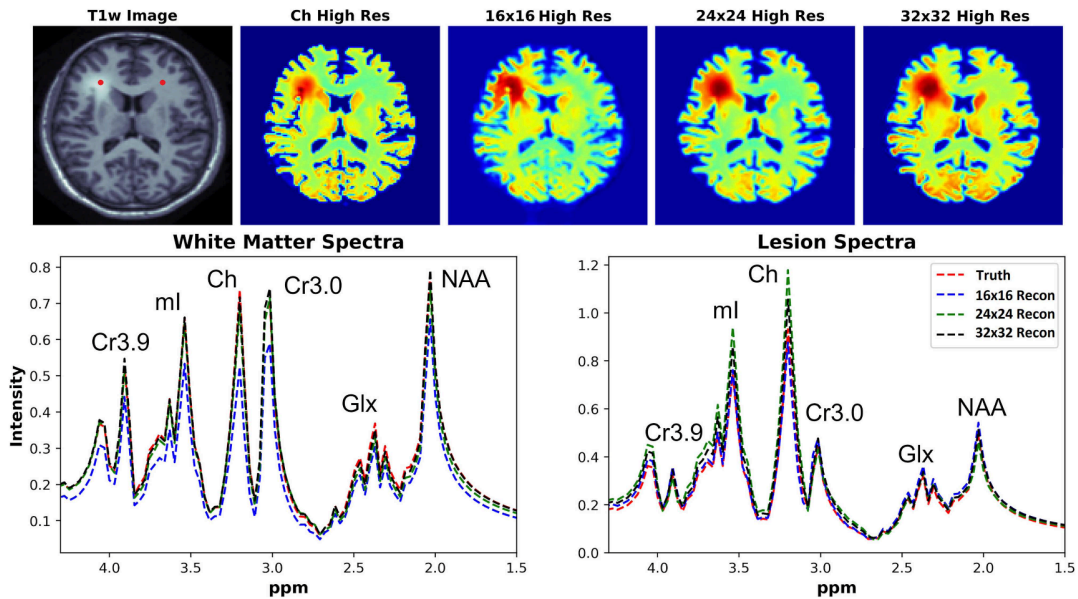 T1w Image
Ch High Res
16x16 High Res
24x24 High Res
32x32 High Res
White Matter Spectra
Intensity
0.8
0.7
0.6
0.5
0.4
0.3
0.2
0.1
Cr3.9
mI
Ch
Cr3.0
Glx
NAA
4.0
3.5
3.0
2.5
2.0
1.5
ppm
Lesion Spectra
1.2
1.0
0.8
0.6
0.4
0.2
0.0
Cr3.9
mI
Ch
Cr3.0
Glx
NAA
Truth
16x16 Recon
24x24 Recon
32x32 Recon
4.0
3.5
3.0
2.5
2.0
1.5
ppm